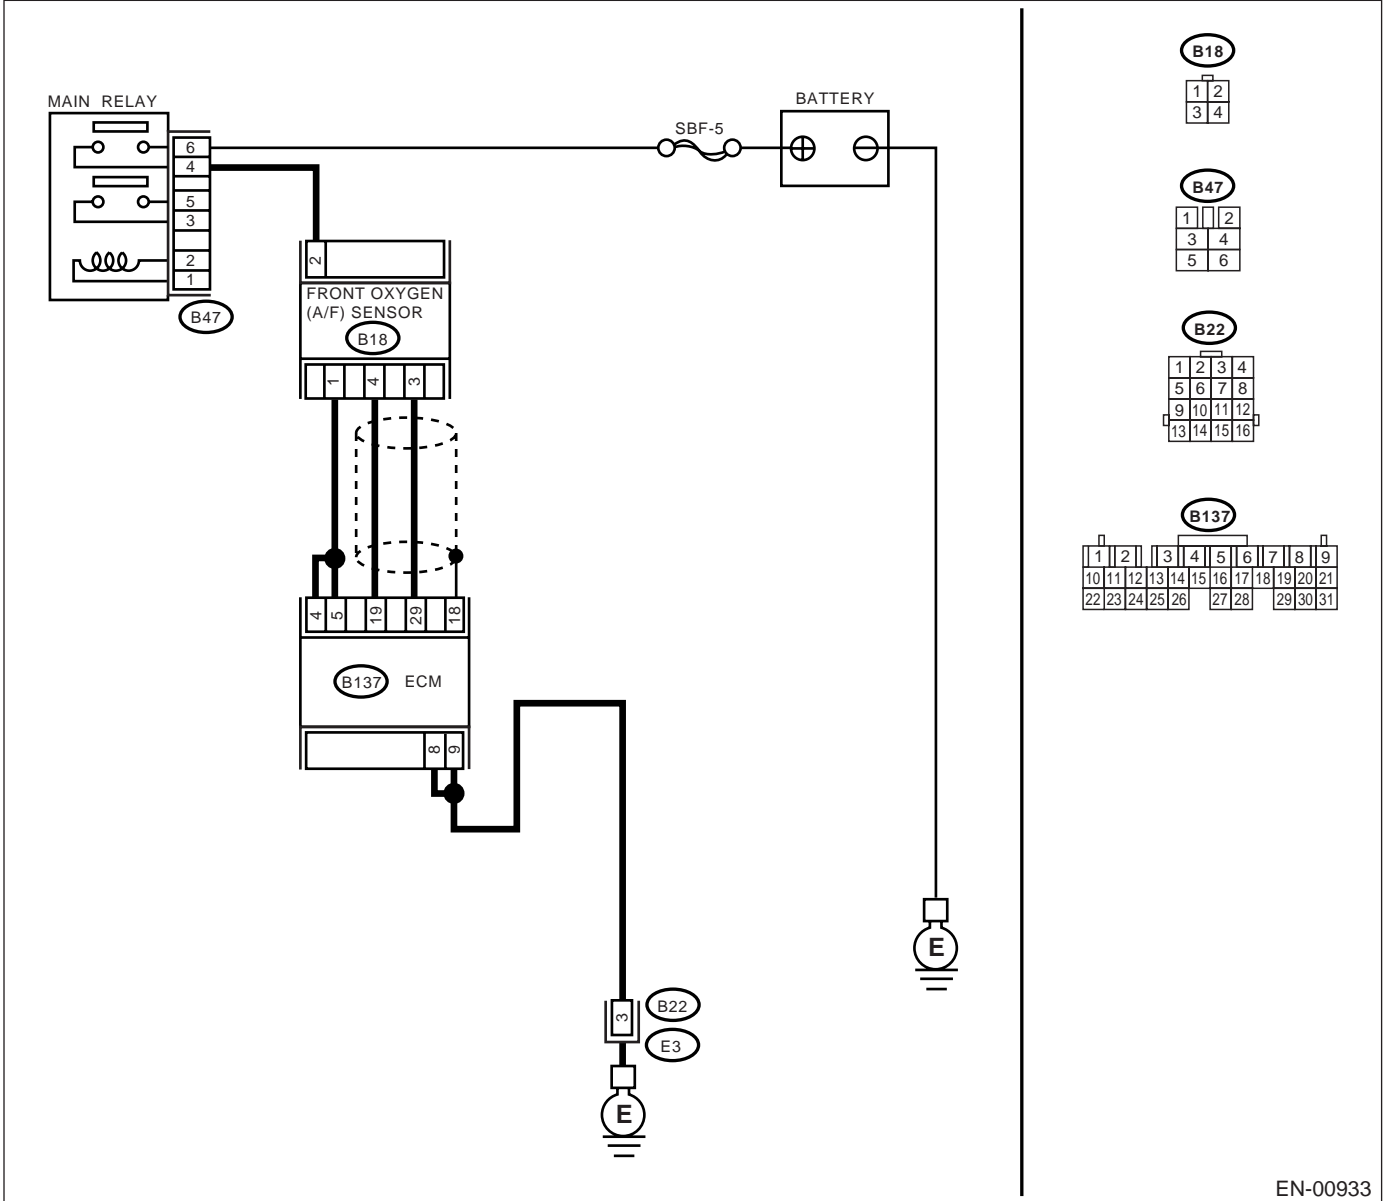 MAIN RELAY
6
4
5
3
2
1
B47
SBF-5
BATTERY
2
FRONT OXYGEN
(A/F) SENSOR
B18
1 4 3
4 5 19 29 18
B137 ECM
8 9
3
B22
E3
E
E
B18
1 2
3 4
B47
1 2
3 4
5 6
B22
1 2 3 4
5 6 7 8
9 10 11 12
13 14 15 16
B137
1 2 3 4 5 6 7 8 9
10 11 12 13 14 15 16 17 18 19 20 21
22 23 24 25 26 27 28 29 30 31
EN-00933